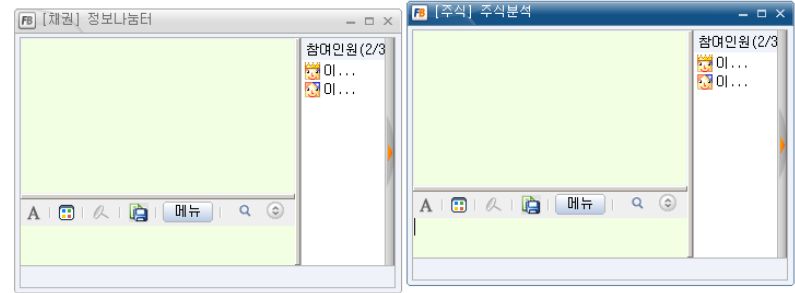 FB [채권] 정보나눔터
참여인원(2/3
이...
이...
A
메뉴
FB [주식] 주식분석
참여인원(2/3
이...
이...
A
메뉴